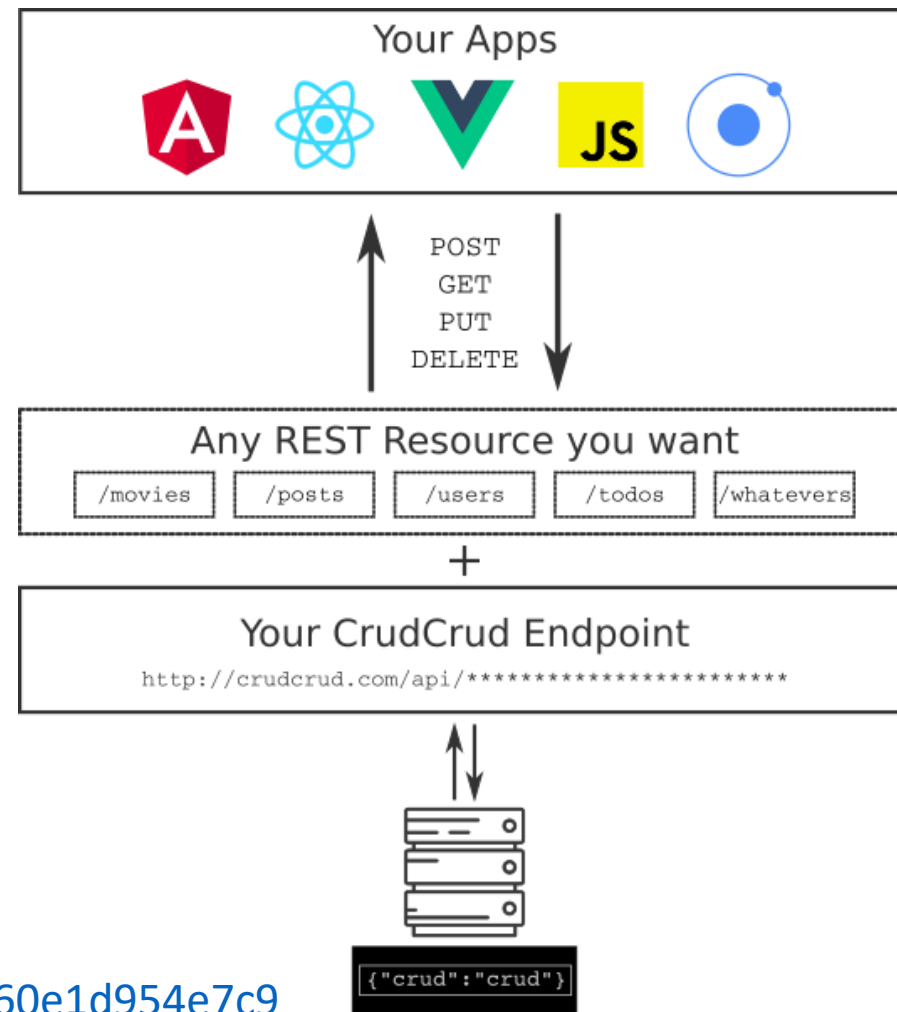 Your Apps
JS
POST
GET
PUT
DELETE
Any REST Resource you want
/movies /posts /users /todos /whatevers
+
Your CrudCrud Endpoint
http://crudcrud.com/api/************************
{"crud":"crud"}
60e1d954e7c9